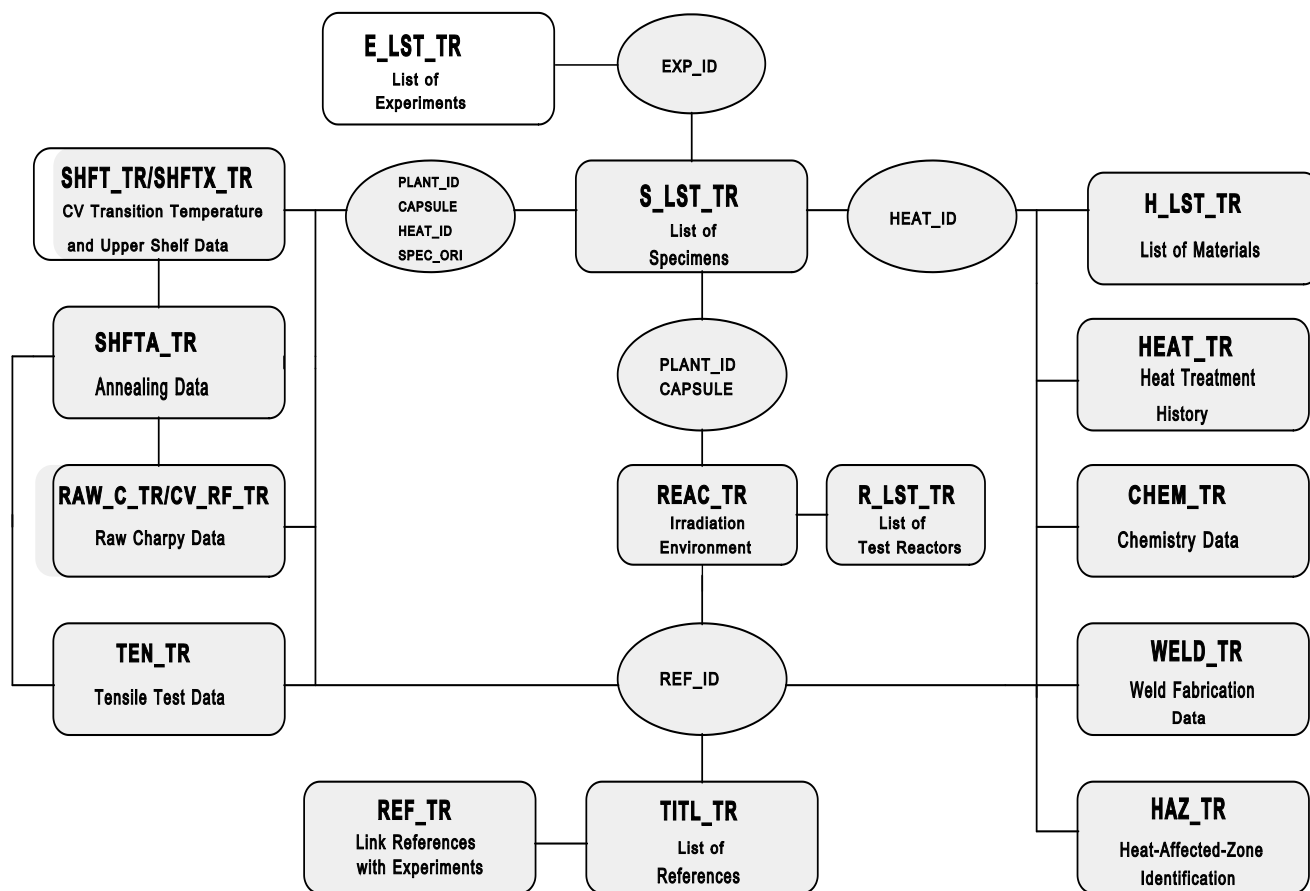 E_LST_TR
List of
Experiments
EXP_ID
SHFT_TR/SHFTX_TR
CV Transition Temperature
and Upper Shelf Data
PLANT_ID
CAPSULE
HEAT_ID
SPEC_ORI
S_LST_TR
List of
Specimens
HEAT_ID
H_LST_TR
List of Materials
SHFTA_TR
Annealing Data
PLANT_ID
CAPSULE
HEAT_TR
Heat Treatment
History
RAW_C_TR/CV_RF_TR
Raw Charpy Data
REAC_TR
Irradiation
Environment
R_LST_TR
List of
Test Reactors
CHEM_TR
Chemistry Data
TEN_TR
Tensile Test Data
REF_ID
WELD_TR
Weld Fabrication
Data
REF_TR
Link References
with Experiments
TITL_TR
List of
References
HAZ_TR
Heat-Affected-Zone
Identification